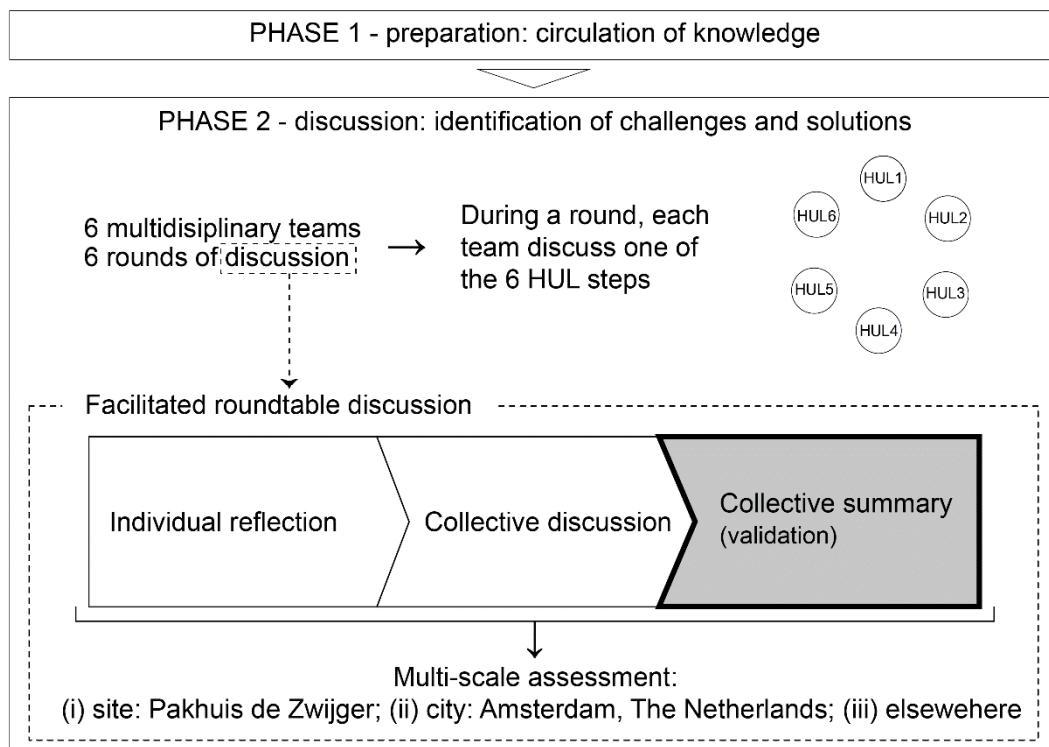 PHASE 1 - preparation: circulation of knowledge
PHASE 2 - discussion: identification of challenges and solutions
6 multidisiplinary teams
6 rounds of discussion
During a round, each
team discuss one of
the 6 HUL steps
HUL1
HUL2
HUL3
HUL4
HUL5
HUL6
Facilitated roundtable discussion
Individual reflection
Collective discussion
Collective summary
(validation)
Multi-scale assessment:
(i) site: Pakhuis de Zwijger; (ii) city: Amsterdam, The Netherlands; (iii) elsewehere